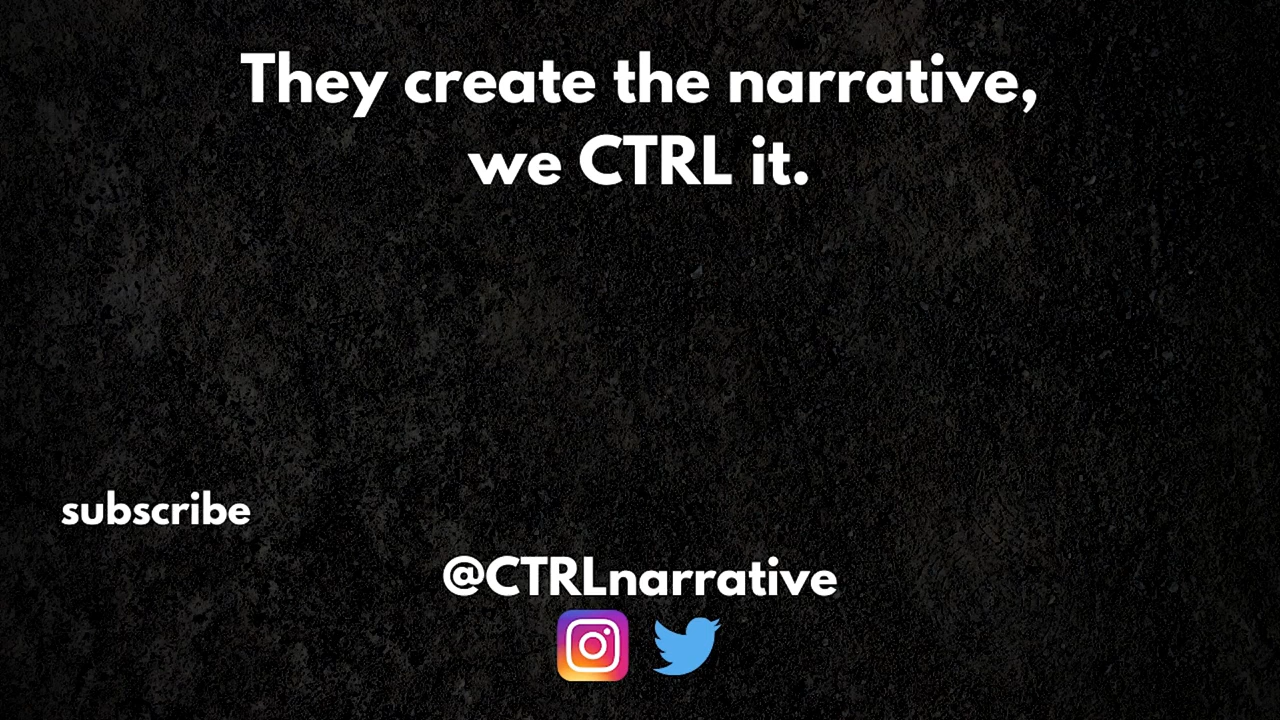 They create the narrative,
we CTRL it.
subscribe
@CTRLnarrative